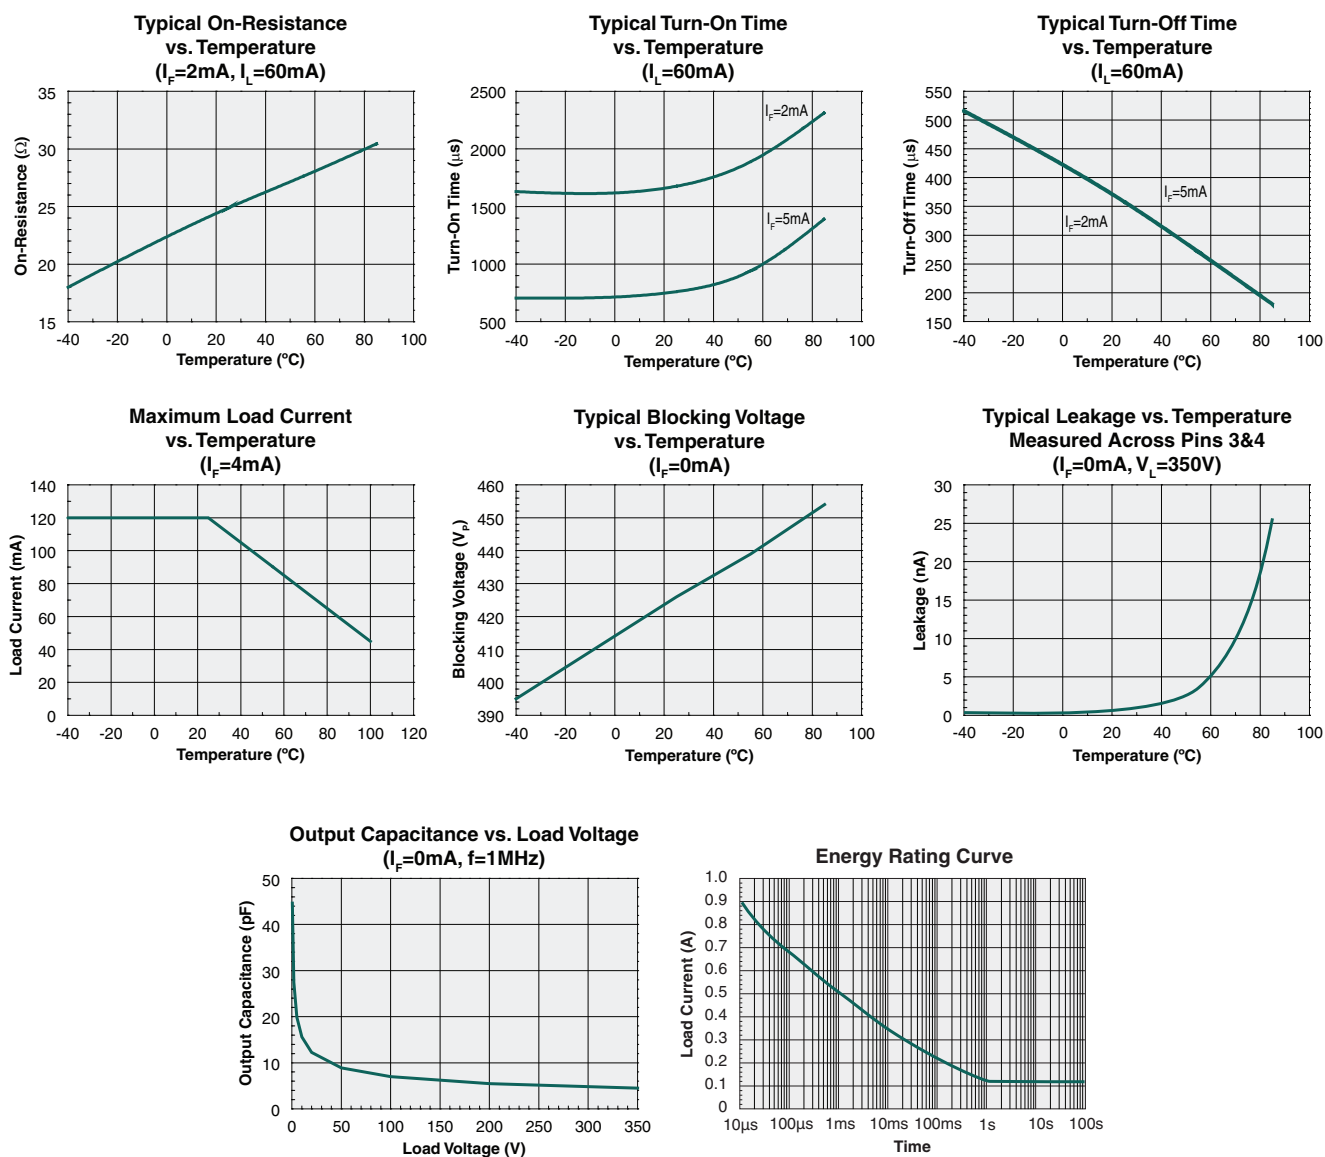 Typical On-Resistance
vs. Temperature
(IF=2mA, IL=60mA)
35
30
25
20
15
On-Resistance (Ω)
-40 -20 0 20 40 60 80 100
Temperature (ºC)
Typical Turn-On Time
vs. Temperature
(IL=60mA)
2500
2000
1500
1000
500
Turn-On Time (µs)
IF=2mA
IF=5mA
-40 -20 0 20 40 60 80 100
Temperature (ºC)
Typical Turn-Off Time
vs. Temperature
(IL=60mA)
550
500
450
400
350
300
250
200
150
Turn-Off Time (µs)
IF=5mA
IF=2mA
-40 -20 0 20 40 60 80 100
Temperature (ºC)
Maximum Load Current
vs. Temperature
(IF=4mA)
140
120
100
80
60
40
20
0
Load Current (mA)
-40 -20 0 20 40 60 80 100 120
Temperature (ºC)
Typical Blocking Voltage
vs. Temperature
(IF=0mA)
460
450
440
430
420
410
400
390
Blocking Voltage (VP)
-40 -20 0 20 40 60 80 100
Temperature (ºC)
Typical Leakage vs. Temperature
Measured Across Pins 3&4
(IF=0mA, VL=350V)
30
25
20
15
10
5
0
Leakage (nA)
-40 -20 0 20 40 60 80 100
Temperature (ºC)
Output Capacitance vs. Load Voltage
(IF=0mA, f=1MHz)
50
40
30
20
10
0
Output Capacitance (pF)
0 50 100 150 200 250 300 350
Load Voltage (V)
Energy Rating Curve
1.0
0.9
0.8
0.7
0.6
0.5
0.4
0.3
0.2
0.1
0
Load Current (A)
10µs 100µs 1ms 10ms 100ms 1s 10s 100s
Time